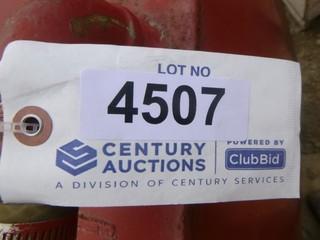 LOT NO
4507
CENTURY AUCTIONS
POWERED BY
ClubBid
A DIVISION OF CENTURY SERVICES